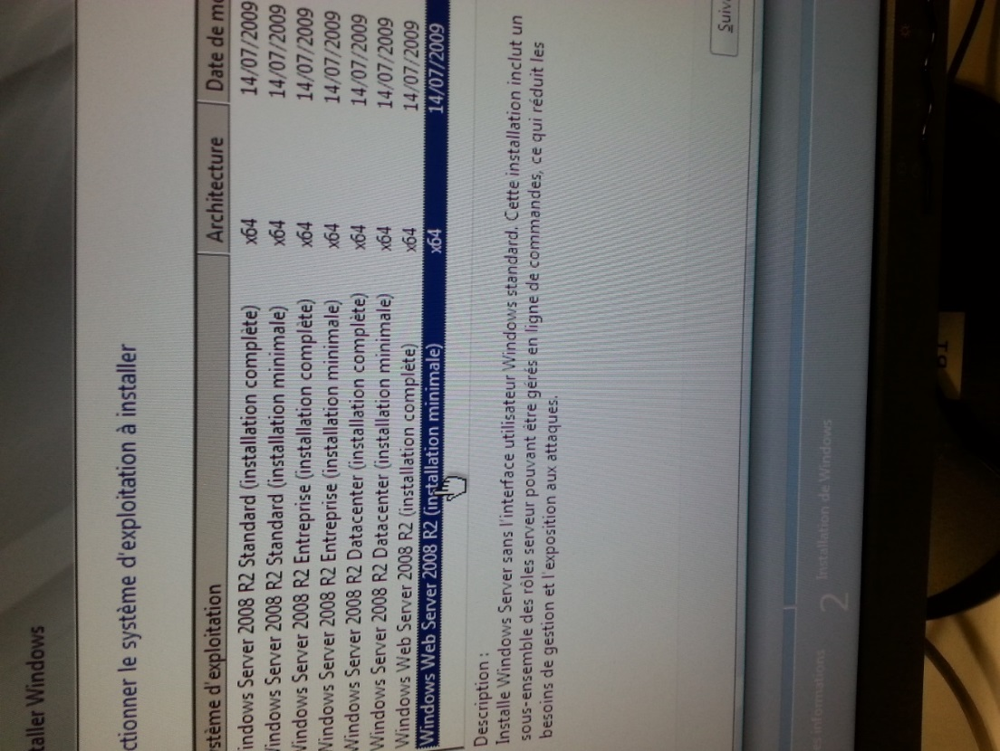 taller Windows
ctionner le système d'exploitation à installer
stème d'exploitation Architecture Date de mo
indows Server 2008 R2 Standard (installation complète) x64 14/07/2009
Windows Server 2008 R2 Standard (installation minimale) x64 14/07/2009
Windows Server 2008 R2 Entreprise (installation complète) x64 14/07/2009
Windows Server 2008 R2 Entreprise (installation minimale) x64 14/07/2009
Windows Server 2008 R2 Datacenter (installation complète) x64 14/07/2009
Windows Server 2008 R2 Datacenter (installation minimale) x64 14/07/2009
Windows Web Server 2008 R2 (installation complète) x64 14/07/2009
Windows Web Server 2008 R2 (installation minimale) x64 14/07/2009
Description :
Installe Windows Server sans l'interface utilisateur Windows standard. Cette installation inclut un
sous-ensemble des rôles serveur pouvant être gérés en ligne de commandes, ce qui réduit les
besoins de gestion et l'exposition aux attaques.
Suiv
es informations 2 Installation de Windows